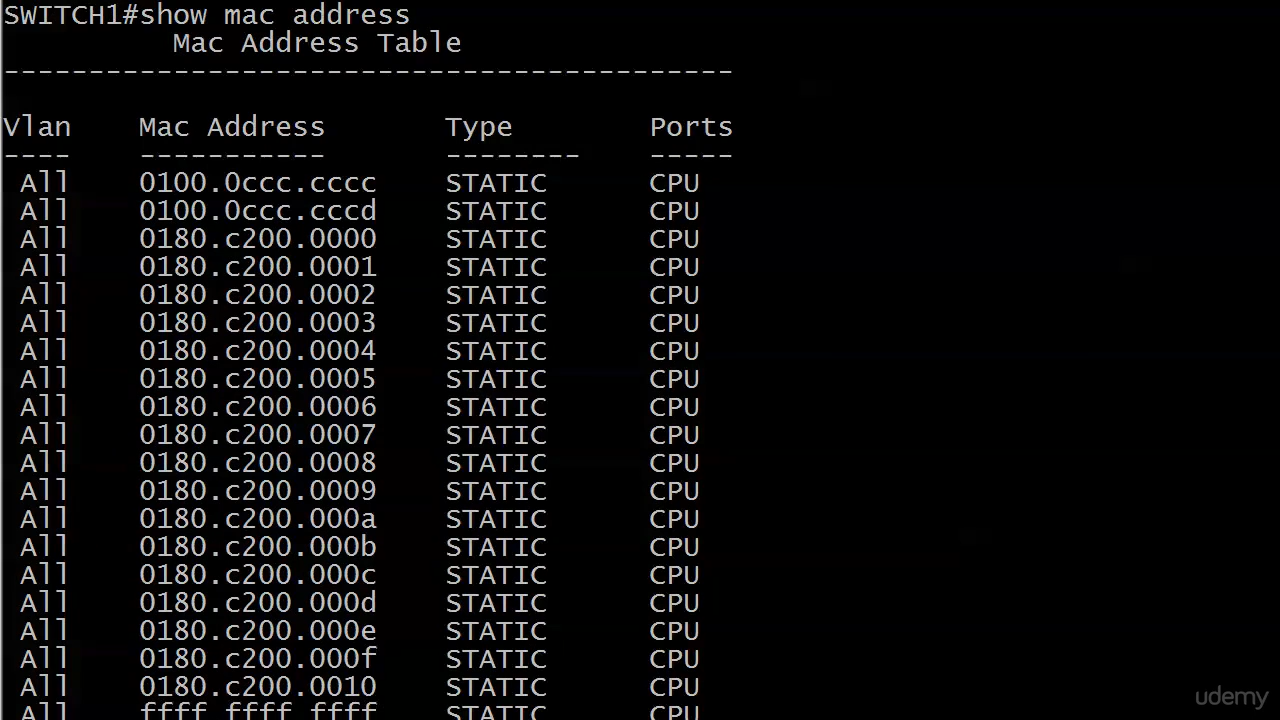 SWITCH1#show mac address
Mac Address Table
-------------------------------------------
Vlan    Mac Address       Type        Ports
----    -----------       --------    -----
All    0100.0ccc.cccc    STATIC      CPU
All    0100.0ccc.cccd    STATIC      CPU
All    0180.c200.0000    STATIC      CPU
All    0180.c200.0001    STATIC      CPU
All    0180.c200.0002    STATIC      CPU
All    0180.c200.0003    STATIC      CPU
All    0180.c200.0004    STATIC      CPU
All    0180.c200.0005    STATIC      CPU
All    0180.c200.0006    STATIC      CPU
All    0180.c200.0007    STATIC      CPU
All    0180.c200.0008    STATIC      CPU
All    0180.c200.0009    STATIC      CPU
All    0180.c200.000a    STATIC      CPU
All    0180.c200.000b    STATIC      CPU
All    0180.c200.000c    STATIC      CPU
All    0180.c200.000d    STATIC      CPU
All    0180.c200.000e    STATIC      CPU
All    0180.c200.000f    STATIC      CPU
All    0180.c200.0010    STATIC      CPU
All    ffff.ffff.ffff    STATIC      CPU
udemy